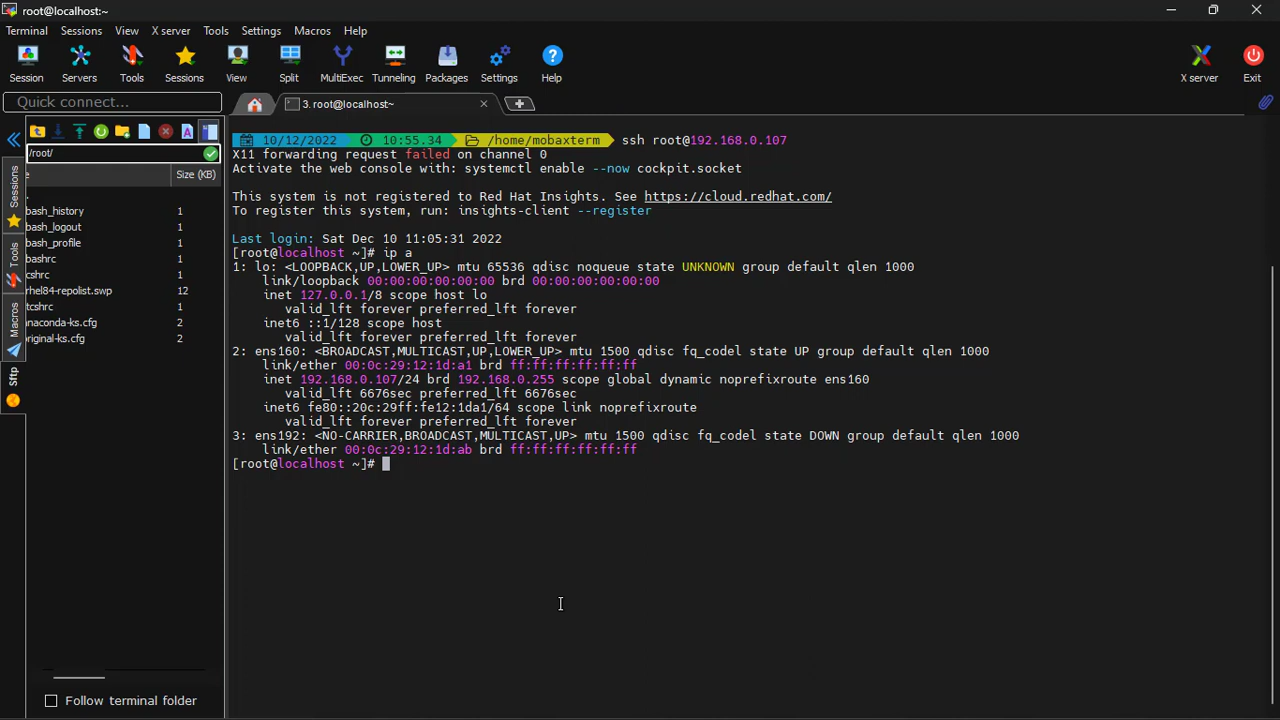 root@localhost:~
Terminal Sessions View X server Tools Settings Macros Help
Session Servers Tools Sessions View Split MultiExec Tunneling Packages Settings Help X server Exit
Quick connect...
3. root@localhost~
/root/
Size (KB)
bash_history 1
bash_logout 1
bash_profile 1
bashrc 1
cshrc 1
rhel84-repolist.swp 12
tcshrc 1
anaconda-ks.cfg 2
original-ks.cfg 2
Sessions
Tools
Macros
Sftp
Follow terminal folder
10/12/2022 10:55.34 /home/mobaxterm ssh root@192.168.0.107
X11 forwarding request failed on channel 0
Activate the web console with: systemctl enable --now cockpit.socket
This system is not registered to Red Hat Insights. See https://cloud.redhat.com/
To register this system, run: insights-client --register
Last login: Sat Dec 10 11:05:31 2022
[root@localhost ~]# ip a
1: lo: <LOOPBACK,UP,LOWER_UP> mtu 65536 qdisc noqueue state UNKNOWN group default qlen 1000
link/loopback 00:00:00:00:00:00 brd 00:00:00:00:00:00
inet 127.0.0.1/8 scope host lo
valid_lft forever preferred_lft forever
inet6 ::1/128 scope host
valid_lft forever preferred_lft forever
2: ens160: <BROADCAST,MULTICAST,UP,LOWER_UP> mtu 1500 qdisc fq_codel state UP group default qlen 1000
link/ether 00:0c:29:12:1d:a1 brd ff:ff:ff:ff:ff:ff
inet 192.168.0.107/24 brd 192.168.0.255 scope global dynamic noprefixroute ens160
valid_lft 6676sec preferred_lft 6676sec
inet6 fe80::20c:29ff:fe12:1da1/64 scope link noprefixroute
valid_lft forever preferred_lft forever
3: ens192: <NO-CARRIER,BROADCAST,MULTICAST,UP> mtu 1500 qdisc fq_codel state DOWN group default qlen 1000
link/ether 00:0c:29:12:1d:ab brd ff:ff:ff:ff:ff:ff
[root@localhost ~]#